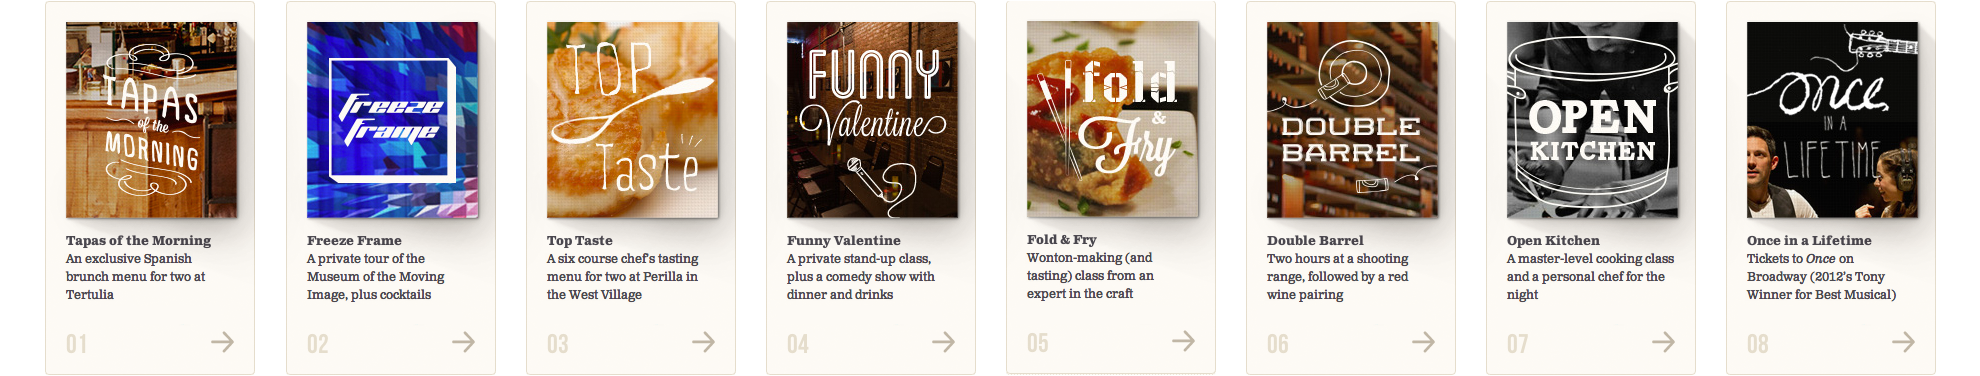 TAPAS
of the
MORNING
Tapas of the Morning
An exclusive Spanish
brunch menu for two at
Tertulia
01
freeze
frame
Freeze Frame
A private tour of the
Museum of the Moving
Image, plus cocktails
02
TOP
Taste
Top Taste
A six course chef's tasting
menu for two at Perilla in
the West Village
03
FUNNY
Valentine
Funny Valentine
A private stand-up class,
plus a comedy show with
dinner and drinks
04
fold
&
Fry
Fold & Fry
Wonton-making (and
tasting) class from an
expert in the craft
05
DOUBLE
BARREL
Double Barrel
Two hours at a shooting
range, followed by a red
wine pairing
06
OPEN
KITCHEN
Open Kitchen
A master-level cooking class
and a personal chef for the
night
07
once
IN A
LIFETIME
Once in a Lifetime
Tickets to Once on
Broadway (2012's Tony
Winner for Best Musical)
08